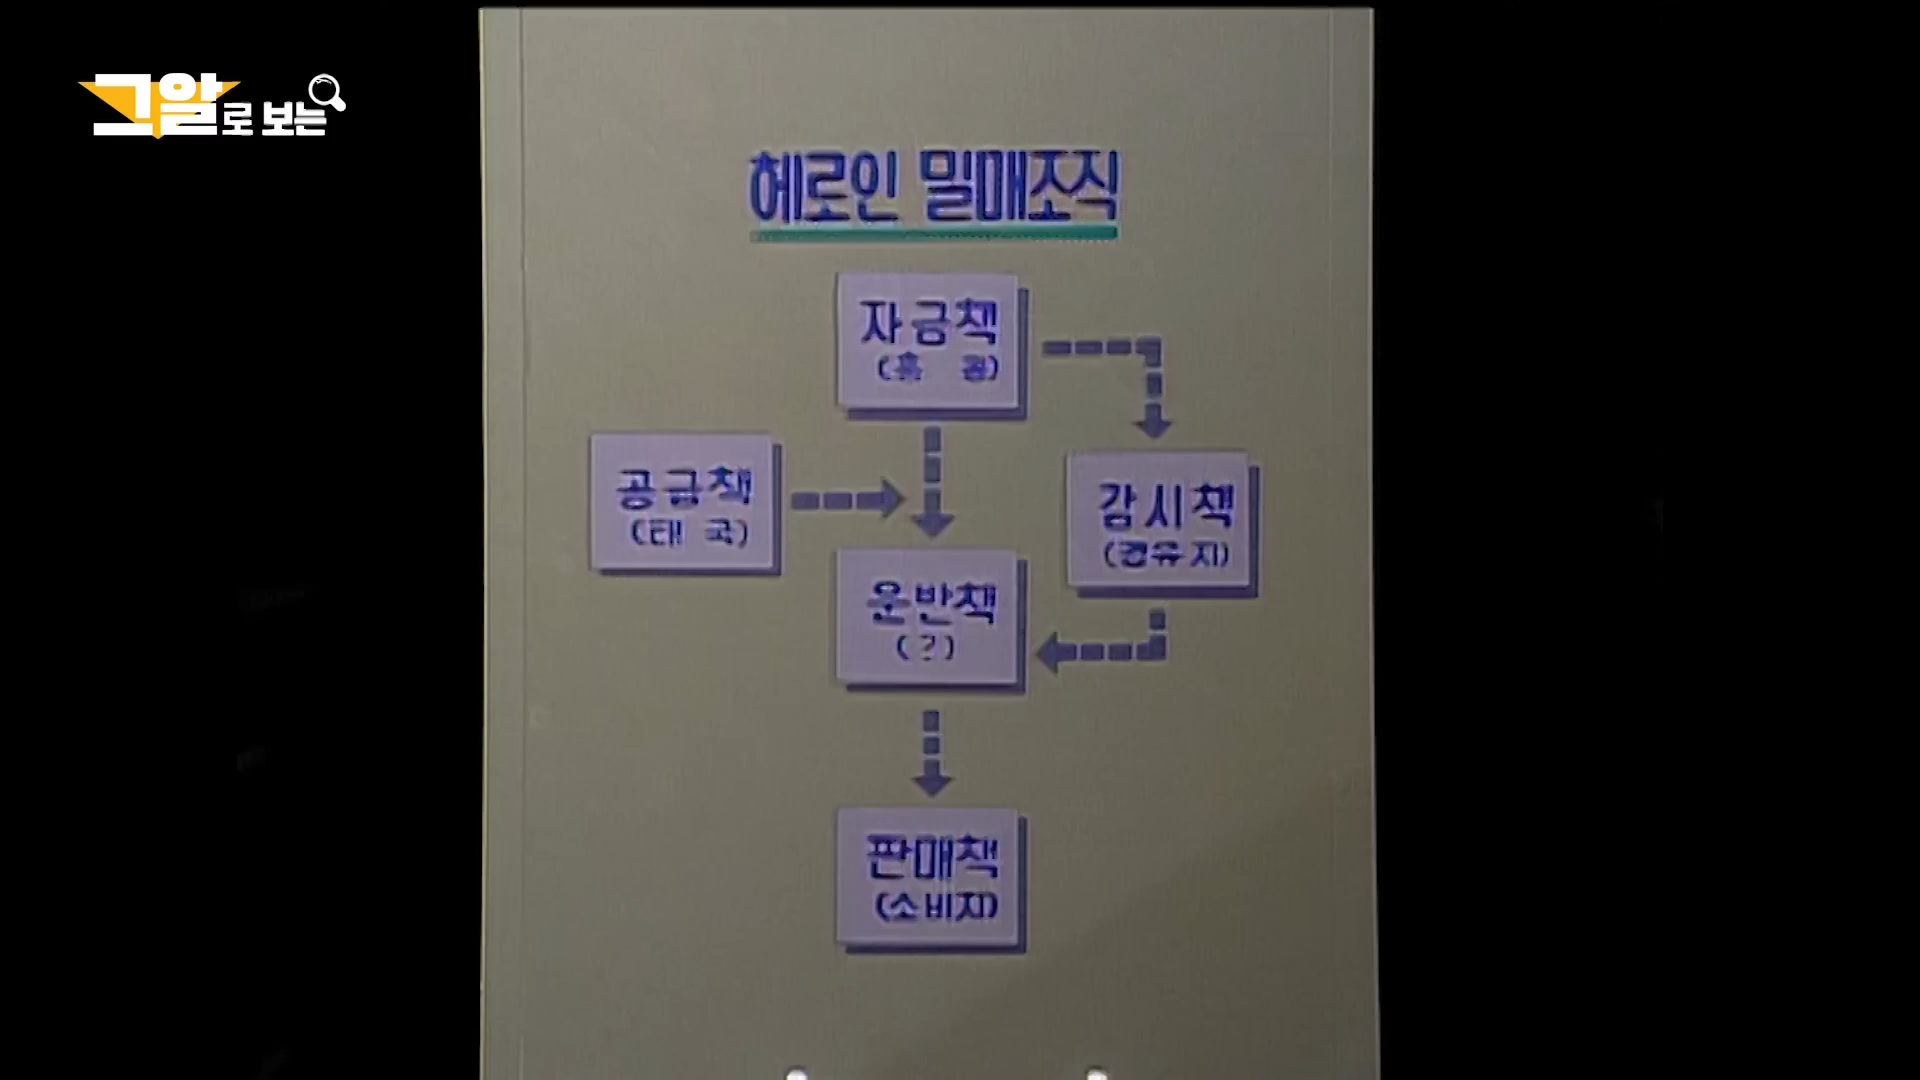 그알로 보는
헤로인 밀매조직
자금책
(홍 콩)
공급책
(태 국)
감시책
(경유지)
운반책
(?)
판매책
(소비지)